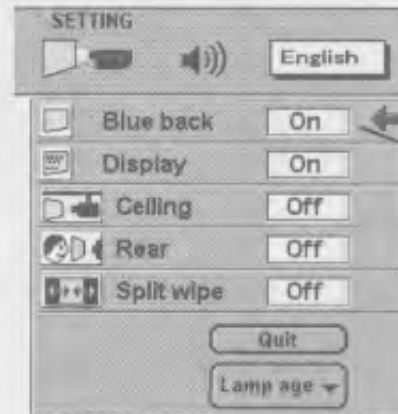 SETTING
English
Blue back On
Display On
Ceiling Off
Rear Off
Split wipe Off
Quit
Lamp age